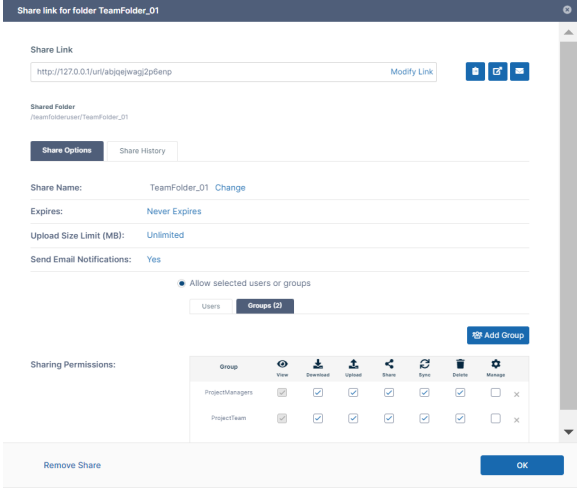 Share link for folder TeamFolder_01
Share Link
http://127.0.0.1/url/abjqejwagj2p6enp Modify Link
Shared Folder
/teamfolderuser/TeamFolder_01
Share Options Share History
Share Name: TeamFolder_01 Change
Expires: Never Expires
Upload Size Limit (MB): Unlimited
Send Email Notifications: Yes
Allow selected users or groups
Users Groups (2)
Add Group
Sharing Permissions:
Group View Download Upload Share Sync Delete Manage
ProjectManagers
ProjectTeam
Remove Share OK